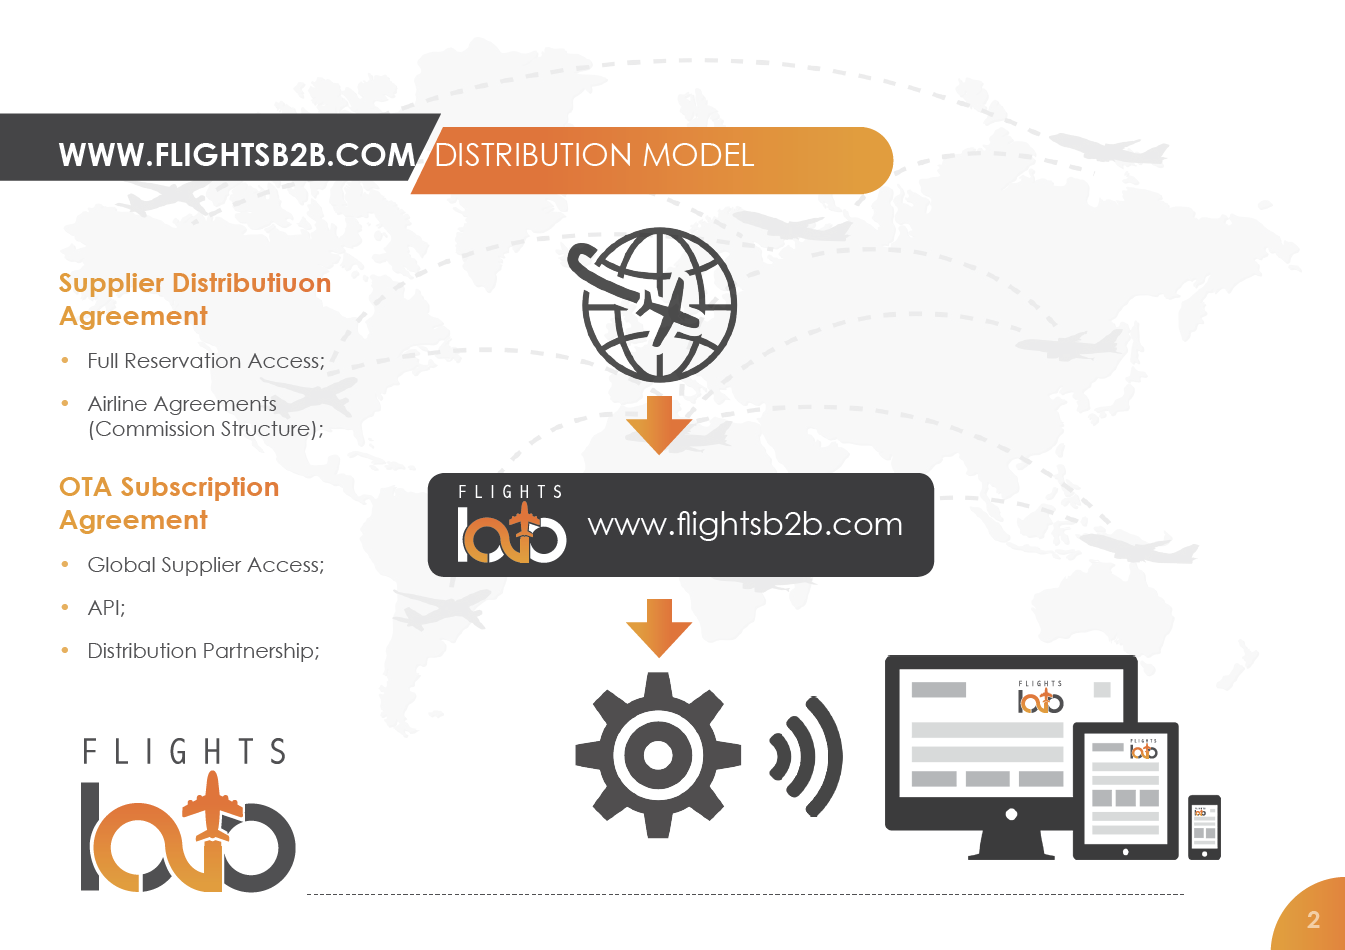 WWW.FLIGHTSB2B.COM DISTRIBUTION MODEL
Supplier Distributiuon
Agreement
• Full Reservation Access;
• Airline Agreements
(Commission Structure);
OTA Subscription
Agreement
• Global Supplier Access;
• API;
• Distribution Partnership;
FLIGHTS
b2b
www.flightsb2b.com
FLIGHTS
b2b
FLIGHTS
b2b
FLIGHTS
b2b
2